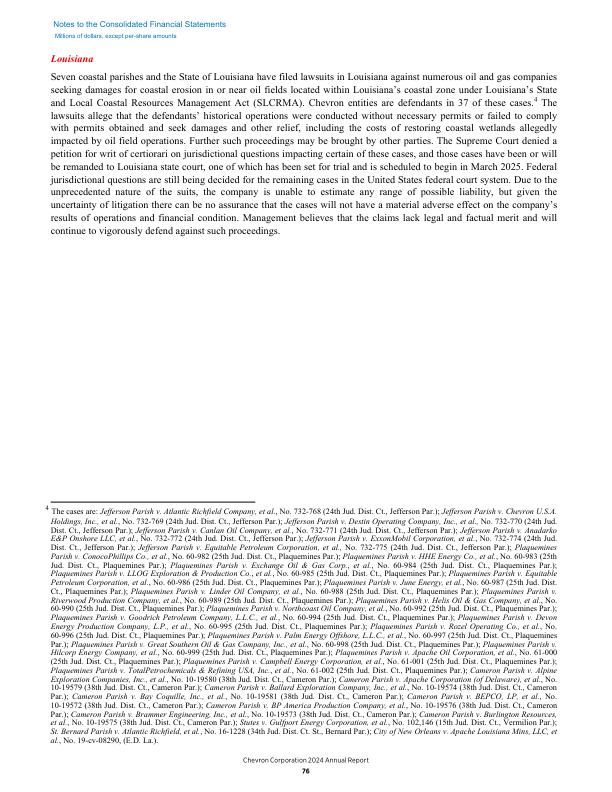 Notes to the Consolidated Financial Statements
Millions of dollars, except per-share amounts
Louisiana
Seven coastal parishes and the State of Louisiana have filed lawsuits in Louisiana against numerous oil and gas companies
seeking damages for coastal erosion in or near oil fields located within Louisiana's coastal zone under Louisiana's State
and Local Coastal Resources Management Act (SLCRMA). Chevron entities are defendants in 37 of these cases.4 The
lawsuits allege that the defendants' historical operations were conducted without necessary permits or failed to comply
with permits obtained and seek damages and other relief, including the costs of restoring coastal wetlands allegedly
impacted by oil field operations. Further such proceedings may be brought by other parties. The Supreme Court denied a
petition for writ of certiorari on jurisdictional questions impacting certain of these cases, and those cases have been or will
be remanded to Louisiana state court, one of which has been set for trial and is scheduled to begin in March 2025. Federal
jurisdictional questions are still being decided for the remaining cases in the United States federal court system. Due to the
unprecedented nature of the suits, the company is unable to estimate any range of possible liability, but given the
uncertainty of litigation there can be no assurance that the cases will not have a material adverse effect on the company's
results of operations and financial condition. Management believes that the claims lack legal and factual merit and will
continue to vigorously defend against such proceedings.
4 The cases are: Jefferson Parish v. Atlantic Richfield Company, et al., No. 732-768 (24th Jud. Dist. Ct., Jefferson Par.); Jefferson Parish v. Chevron U.S.A.
Holdings, Inc., et al., No. 732-769 (24th Jud. Dist. Ct., Jefferson Par.); Jefferson Parish v. Destin Operating Company, Inc., et al., No. 732-770 (24th Jud.
Dist. Ct., Jefferson Par.); Jefferson Parish v. Canlan Oil Company, et al., No. 732-771 (24th Jud. Dist. Ct., Jefferson Par.); Jefferson Parish v. Anadarko
E&P Onshore LLC, et al., No. 732-772 (24th Jud. Dist. Ct., Jefferson Par.); Jefferson Parish v. ExxonMobil Corporation, et al., No. 732-774 (24th Jud.
Dist. Ct., Jefferson Par.); Jefferson Parish v. Equitable Petroleum Corporation, et al., No. 732-775 (24th Jud. Dist. Ct., Jefferson Par.); Plaquemines
Parish v. ConocoPhillips Co., et al., No. 60-982 (25th Jud. Dist. Ct., Plaquemines Par.); Plaquemines Parish v. HHE Energy Co., et al., No. 60-983 (25th
Jud. Dist. Ct., Plaquemines Par.); Plaquemines Parish v. Exchange Oil & Gas Corp., et al., No. 60-984 (25th Jud. Dist. Ct., Plaquemines Par.);
Plaquemines Parish v. LLOG Exploration & Production Co., et al., No. 60-985 (25th Jud. Dist. Ct., Plaquemines Par.); Plaquemines Parish v. Equitable
Petroleum Corporation, et al., No. 60-986 (25th Jud. Dist. Ct., Plaquemines Par.); Plaquemines Parish v. June Energy, et al., No. 60-987 (25th Jud. Dist.
Ct., Plaquemines Par.); Plaquemines Parish v. Linder Oil Company, et al., No. 60-988 (25th Jud. Dist. Ct., Plaquemines Par.); Plaquemines Parish v.
Riverwood Production Company, et al., No. 60-989 (25th Jud. Dist. Ct., Plaquemines Par.); Plaquemines Parish v. Helis Oil & Gas Company, et al., No.
60-990 (25th Jud. Dist. Ct., Plaquemines Par.); Plaquemines Parish v. Northcoast Oil Company, et al., No. 60-992 (25th Jud. Dist. Ct., Plaquemines Par.);
Plaquemines Parish v. Goodrich Petroleum Company, L.L.C., et al., No. 60-994 (25th Jud. Dist. Ct., Plaquemines Par.); Plaquemines Parish v. Devon
Energy Production Company, L.P., et al., No. 60-995 (25th Jud. Dist. Ct., Plaquemines Par.); Plaquemines Parish v. Rozel Operating Co., et al., No.
60-996 (25th Jud. Dist. Ct., Plaquemines Par.); Plaquemines Parish v. Palm Energy Offshore, L.L.C., et al., No. 60-997 (25th Jud. Dist. Ct., Plaquemines
Par.); Plaquemines Parish v. Great Southern Oil & Gas Company, Inc., et al., No. 60-998 (25th Jud. Dist. Ct., Plaquemines Par.); Plaquemines Parish v.
Hilcorp Energy Company, et al., No. 60-999 (25th Jud. Dist. Ct., Plaquemines Par.); Plaquemines Parish v. Apache Oil Corporation, et al., No. 61-000
(25th Jud. Dist. Ct., Plaquemines Par.); Plaquemines Parish v. Campbell Energy Corporation, et al., No. 61-001 (25th Jud. Dist. Ct., Plaquemines Par.);
Plaquemines Parish v. TotalPetrochemicals & Refining USA, Inc., et al., No. 61-002 (25th Jud. Dist. Ct., Plaquemines Par.); Cameron Parish v. Alpine
Exploration Companies, Inc., et al., No. 10-19580 (38th Jud. Dist. Ct., Cameron Par.); Cameron Parish v. Apache Corporation (of Delaware), et al., No.
10-19579 (38th Jud. Dist. Ct., Cameron Par.); Cameron Parish v. Ballard Exploration Company, Inc., et al., No. 10-19574 (38th Jud. Dist. Ct., Cameron
Par.); Cameron Parish v. Bay Coquille, Inc., et al., No. 10-19581 (38th Jud. Dist. Ct., Cameron Par.); Cameron Parish v. BEPCO, LP, et al., No.
10-19572 (38th Jud. Dist. Ct., Cameron Par.); Cameron Parish v. BP America Production Company, et al., No. 10-19576 (38th Jud. Dist. Ct., Cameron
Par.); Cameron Parish v. Brammer Engineering, Inc., et al., No. 10-19573 (38th Jud. Dist. Ct., Cameron Par.); Cameron Parish v. Burlington Resources,
et al., No. 10-19575 (38th Jud. Dist. Ct., Cameron Par.); Stutes v. Gulfport Energy Corporation, et al., No. 102,146 (15th Jud. Dist. Ct., Vermilion Par.);
St. Bernard Parish v. Atlantic Richfield, et al., No. 16-1228 (34th Jud. Dist. Ct. St., Bernard Par.); City of New Orleans v. Apache Louisiana Mins, LLC, et
al., No. 19-cv-08290, (E.D. La.).
Chevron Corporation 2024 Annual Report
76